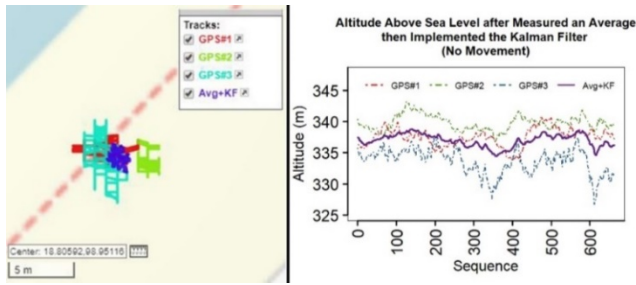 Tracks:
GPS#1
GPS#2
GPS#3
Avg+KF
Center: 18.80592,98.95116
5 m
Altitude Above Sea Level after Measured an Average
then Implemented the Kalman Filter
(No Movement)
GPS#1 GPS#2 GPS#3 Avg+KF
Altitude (m)
345
340
335
330
325
0 100 200 300 400 500 600
Sequence